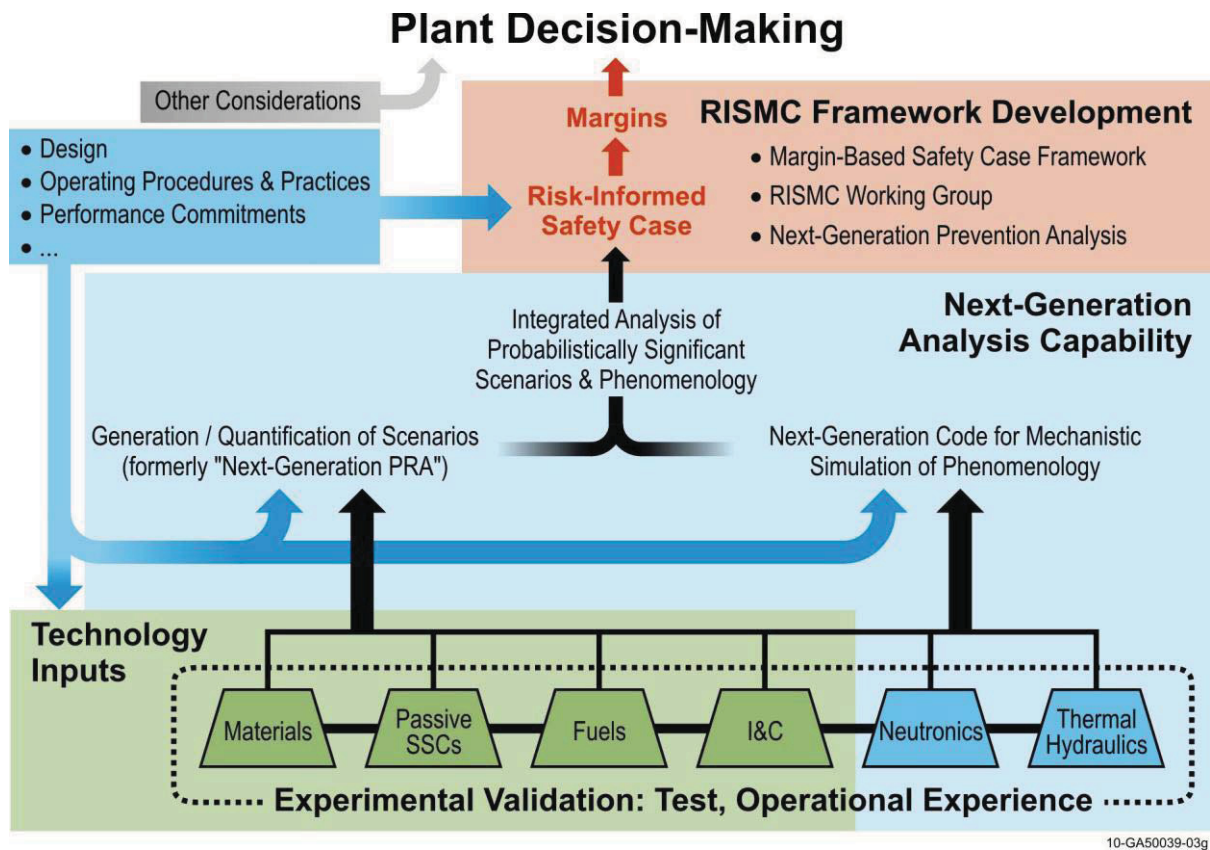 Plant Decision-Making
Other Considerations
• Design
• Operating Procedures & Practices
• Performance Commitments
• ...
Margins
Risk-Informed
Safety Case
RISMC Framework Development
• Margin-Based Safety Case Framework
• RISMC Working Group
• Next-Generation Prevention Analysis
Next-Generation
Analysis Capability
Integrated Analysis of
Probabilistically Significant
Scenarios & Phenomenology
Generation / Quantification of Scenarios
(formerly "Next-Generation PRA")
Next-Generation Code for Mechanistic
Simulation of Phenomenology
Technology
Inputs
Materials
Passive
SSCs
Fuels
I&C
Neutronics
Thermal
Hydraulics
Experimental Validation: Test, Operational Experience
10-GA50039-03g